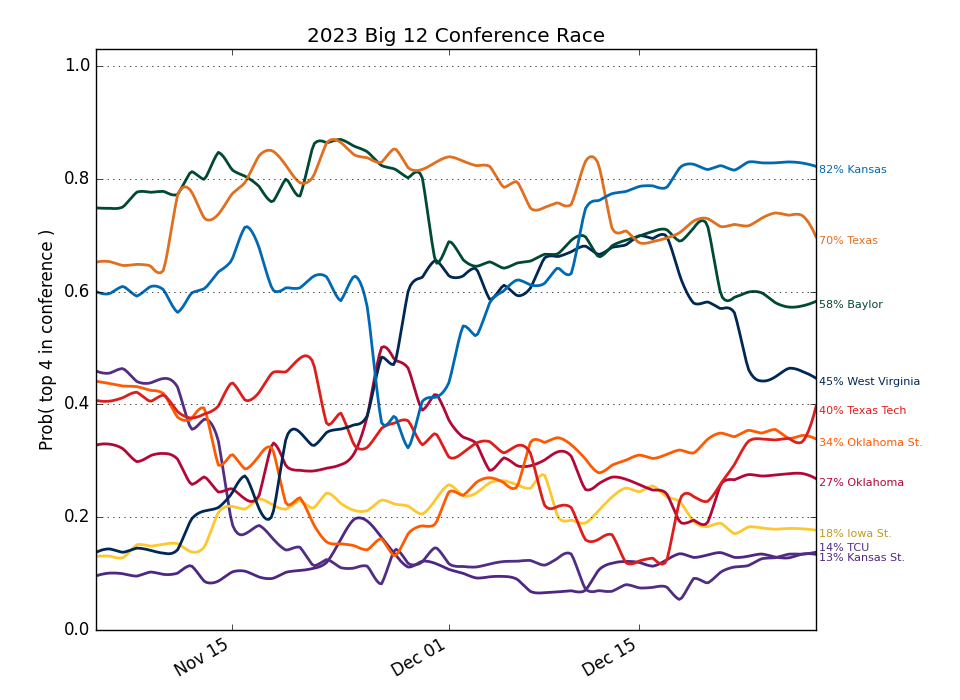 2023 Big 12 Conference Race
Prob( top 4 in conference )
1.0
0.8
0.6
0.4
0.2
0.0
Nov 15
Dec 01
Dec 15
82% Kansas
70% Texas
58% Baylor
45% West Virginia
40% Texas Tech
34% Oklahoma St.
27% Oklahoma
18% Iowa St.
14% TCU
13% Kansas St.